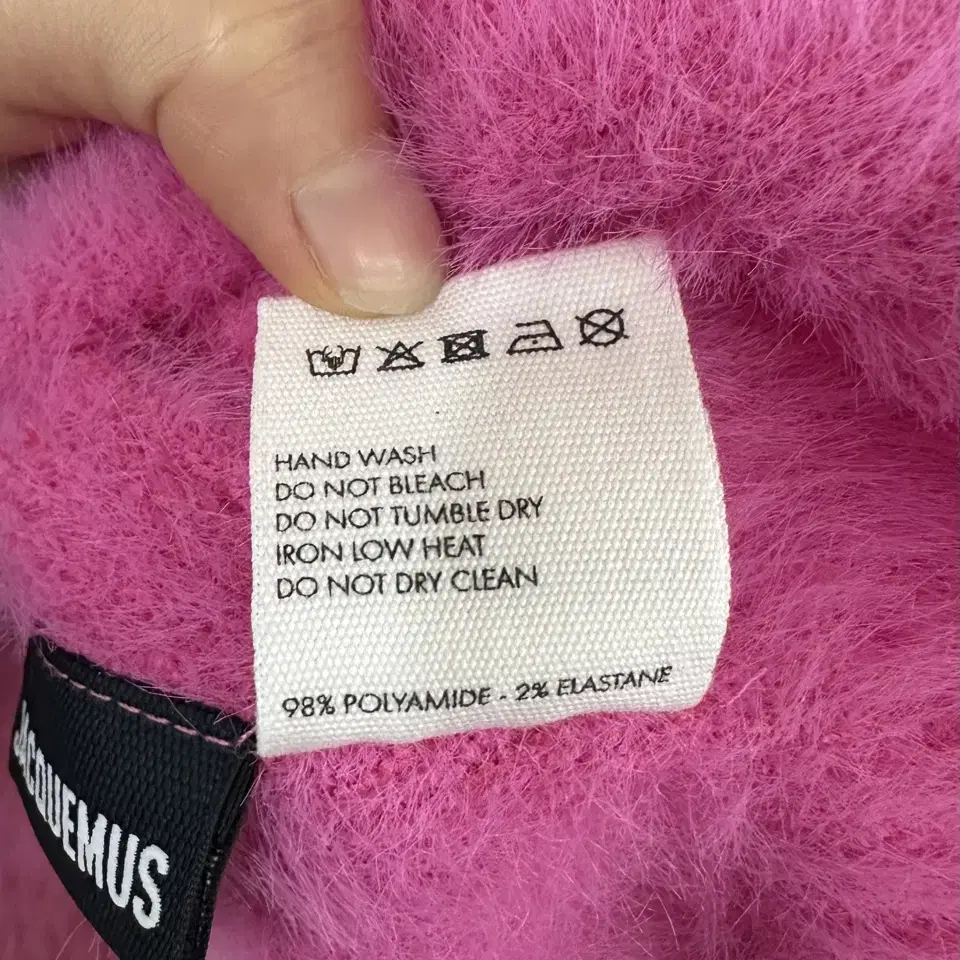 HAND WASH
DO NOT BLEACH
DO NOT TUMBLE DRY
IRON LOW HEAT
DO NOT DRY CLEAN
98% POLYAMIDE - 2% ELASTANE
JACQUEMUS